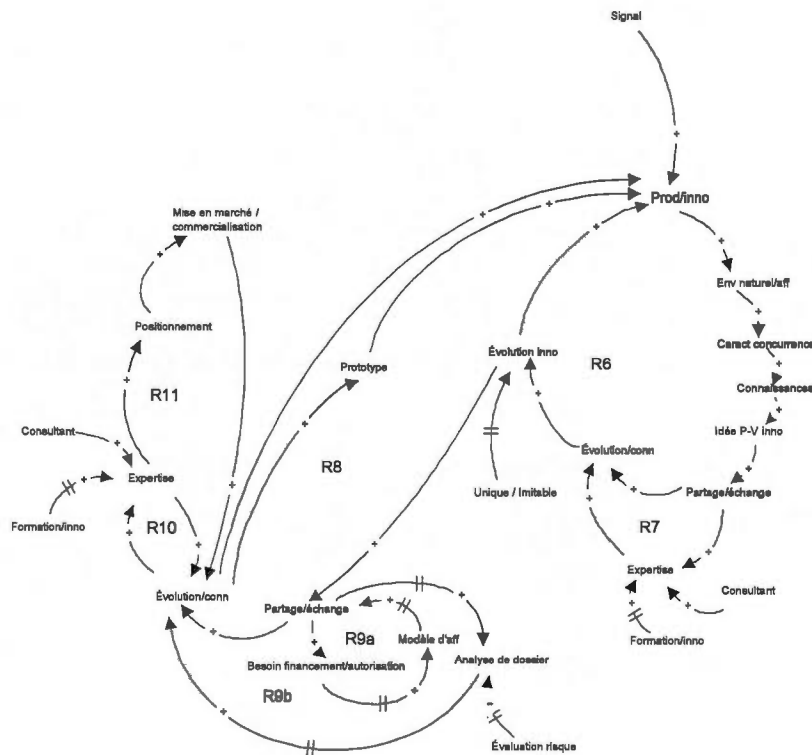 Signal
Prod/inno
Mise en marché /
commercialisation
Env naturel/aff
Positionnement
Caract concurrence
Évolution Inno
Prototype
R6
Connaissances
R11
Idée P-V inno
Consultant
Évolution/conn
R8
Expertise
Partage/échange
Unique / Imitable
Formation/inno
R10
R7
Expertise
Évolution/conn
Consultant
Partage/échange
R9a
Modèle d'aff
Formation/inno
Besoin financement/autorisation
Analyse de dossier
R9b
Évaluation risque